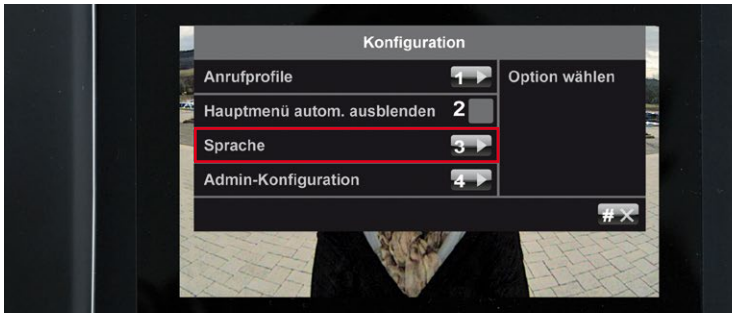 Konfiguration
Anrufprofile 1 Option wählen
Hauptmenü autom. ausblenden 2
Sprache 3
Admin-Konfiguration 4
#